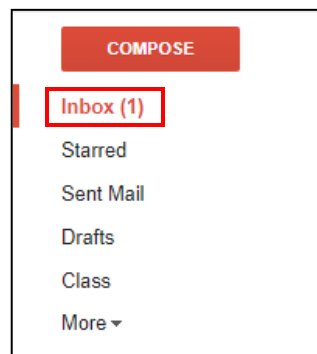 COMPOSE
Inbox (1)
Starred
Sent Mail
Drafts
Class
More